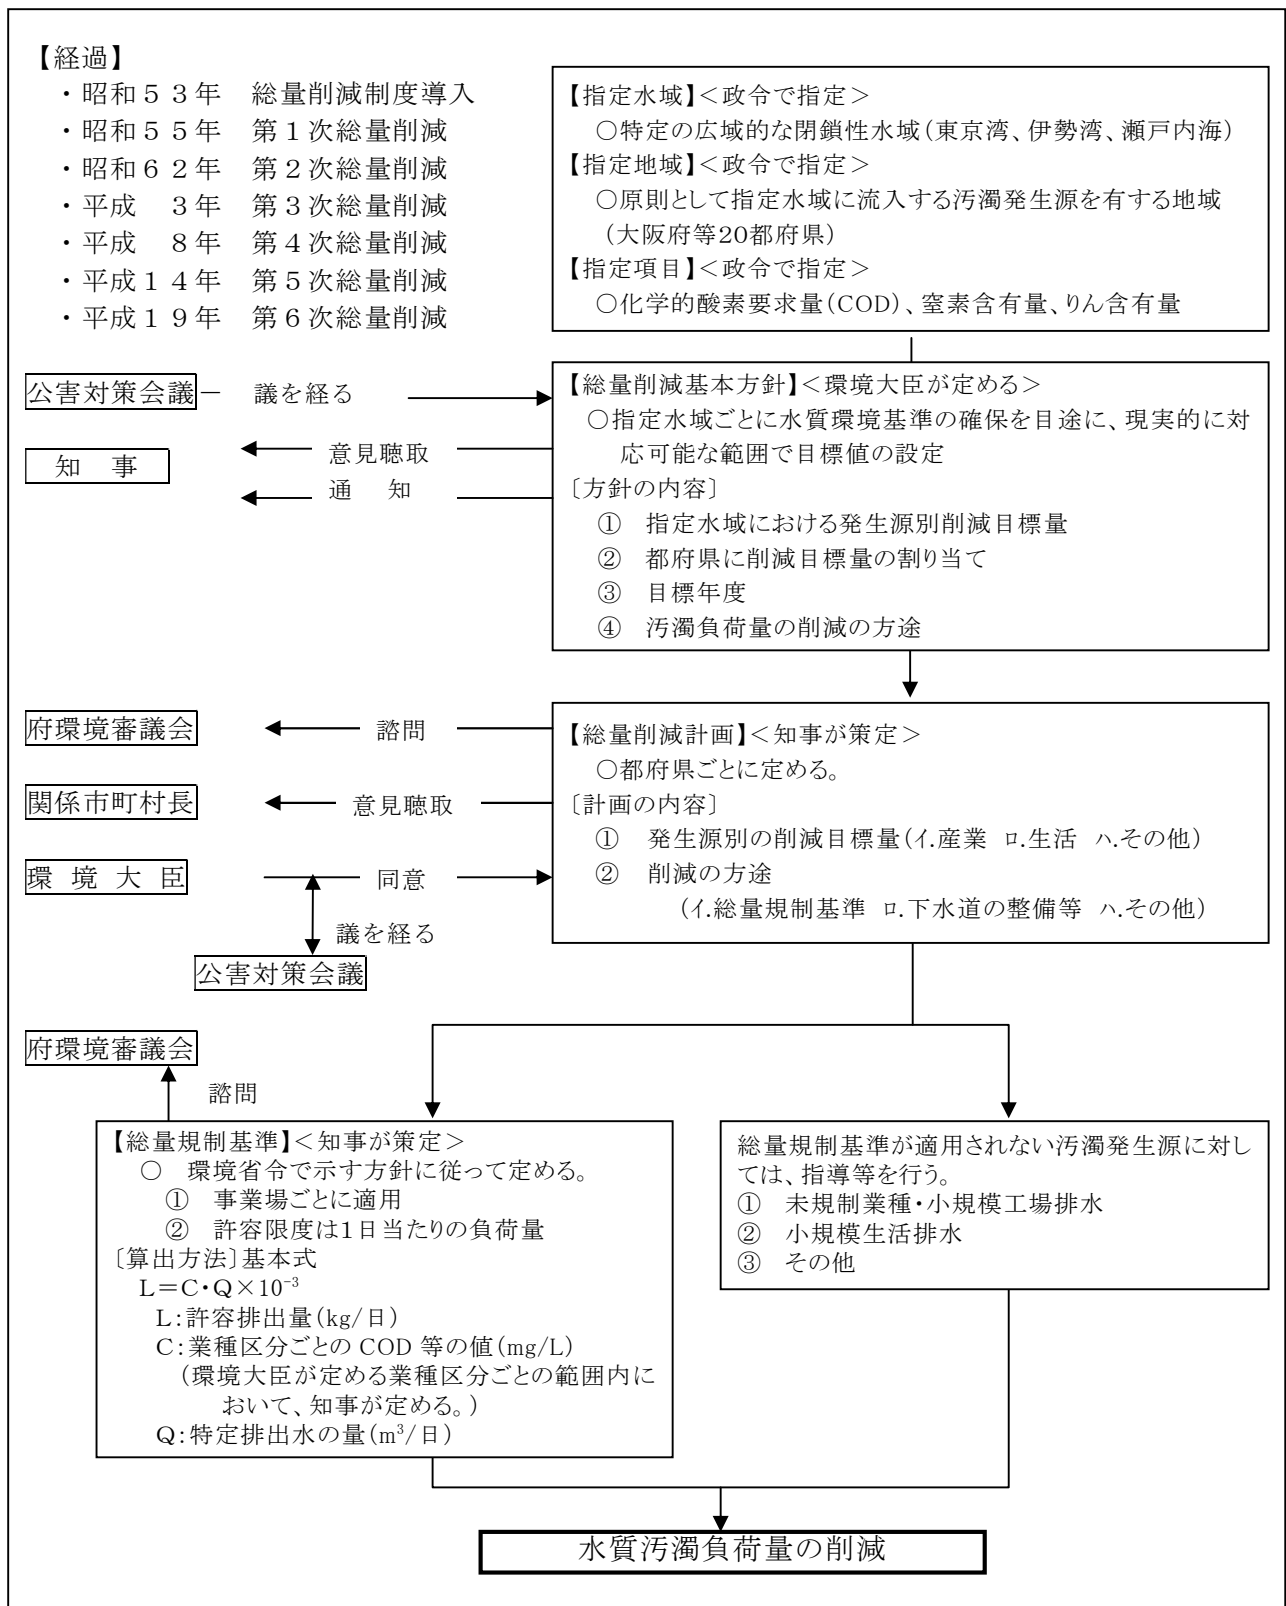 【経過】
・昭和５３年　総量削減制度導入
・昭和５５年　第１次総量削減
・昭和６２年　第２次総量削減
・平成　３年　第３次総量削減
・平成　８年　第４次総量削減
・平成１４年　第５次総量削減
・平成１９年　第６次総量削減
【指定水域】＜政令で指定＞
○特定の広域的な閉鎖性水域（東京湾、伊勢湾、瀬戸内海）
【指定地域】＜政令で指定＞
○原則として指定水域に流入する汚濁発生源を有する地域
（大阪府等20都府県）
【指定項目】＜政令で指定＞
○化学的酸素要求量（COD）、窒素含有量、りん含有量
公害対策会議－　議を経る
知　事
意見聴取
通　知
【総量削減基本方針】＜環境大臣が定める＞
○指定水域ごとに水質環境基準の確保を目途に、現実的に対
応可能な範囲で目標値の設定
〔方針の内容〕
①　指定水域における発生源別削減目標量
②　都府県に削減目標量の割り当て
③　目標年度
④　汚濁負荷量の削減の方途
府環境審議会
諮問
関係市町村長
意見聴取
環 境 大 臣
同意
議を経る
公害対策会議
【総量削減計画】＜知事が策定＞
○都府県ごとに定める。
〔計画の内容〕
①　発生源別の削減目標量（ｲ.産業 ﾛ.生活 ﾊ.その他）
②　削減の方途
（ｲ.総量規制基準 ﾛ.下水道の整備等 ﾊ.その他）
府環境審議会
諮問
【総量規制基準】＜知事が策定＞
○　環境省令で示す方針に従って定める。
①　事業場ごとに適用
②　許容限度は１日当たりの負荷量
〔算出方法〕基本式
L＝C・Q×10⁻³
L：許容排出量（kg/日）
C：業種区分ごとの COD 等の値（mg/L）
（環境大臣が定める業種区分ごとの範囲内に
おいて、知事が定める。）
Q：特定排出水の量（m³/日）
総量規制基準が適用されない汚濁発生源に対し
ては、指導等を行う。
①　未規制業種・小規模工場排水
②　小規模生活排水
③　その他
水質汚濁負荷量の削減